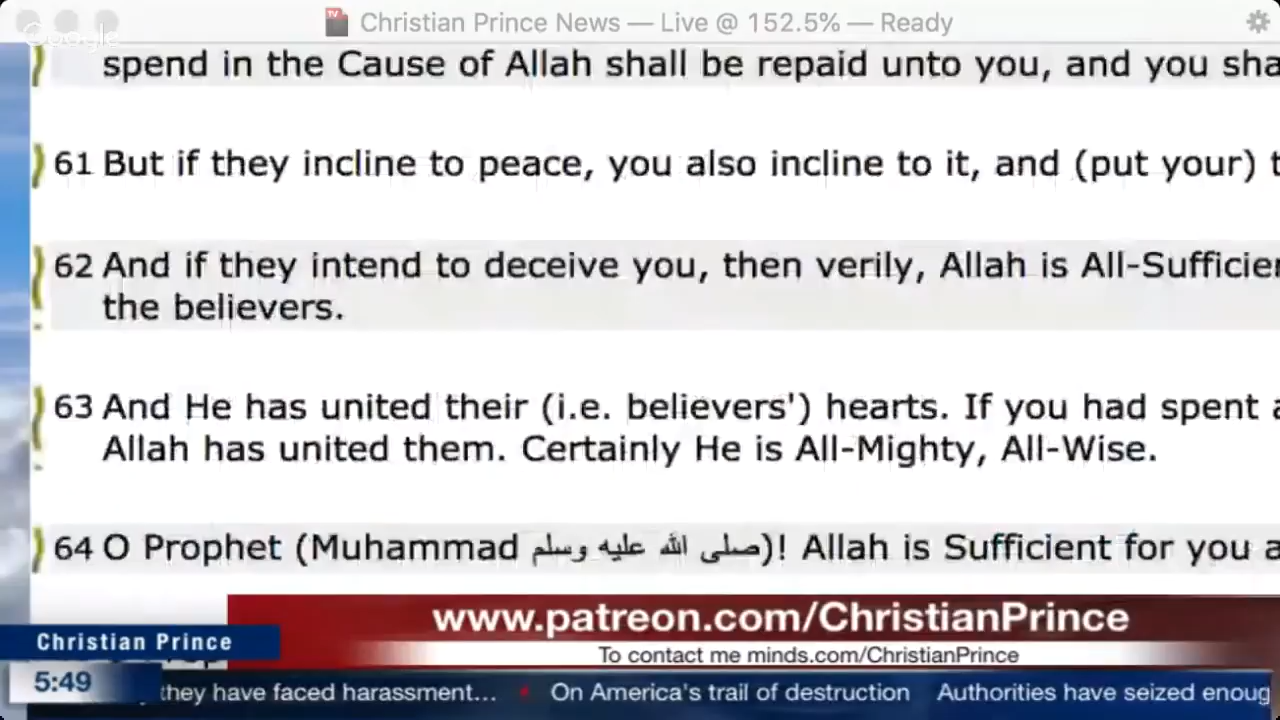 Christian Prince News — Live @ 152.5% — Ready
Google
spend in the Cause of Allah shall be repaid unto you, and you sha
61 But if they incline to peace, you also incline to it, and (put your) t
62 And if they intend to deceive you, then verily, Allah is All-Sufficien
the believers.
63 And He has united their (i.e. believers') hearts. If you had spent a
Allah has united them. Certainly He is All-Mighty, All-Wise.
64 O Prophet (Muhammad صلى الله عليه وسلم)! Allah is Sufficient for you a
www.patreon.com/ChristianPrince
Christian Prince
To contact me minds.com/ChristianPrince
5:49
they have faced harassment... • On America's trail of destruction Authorities have seized enoug